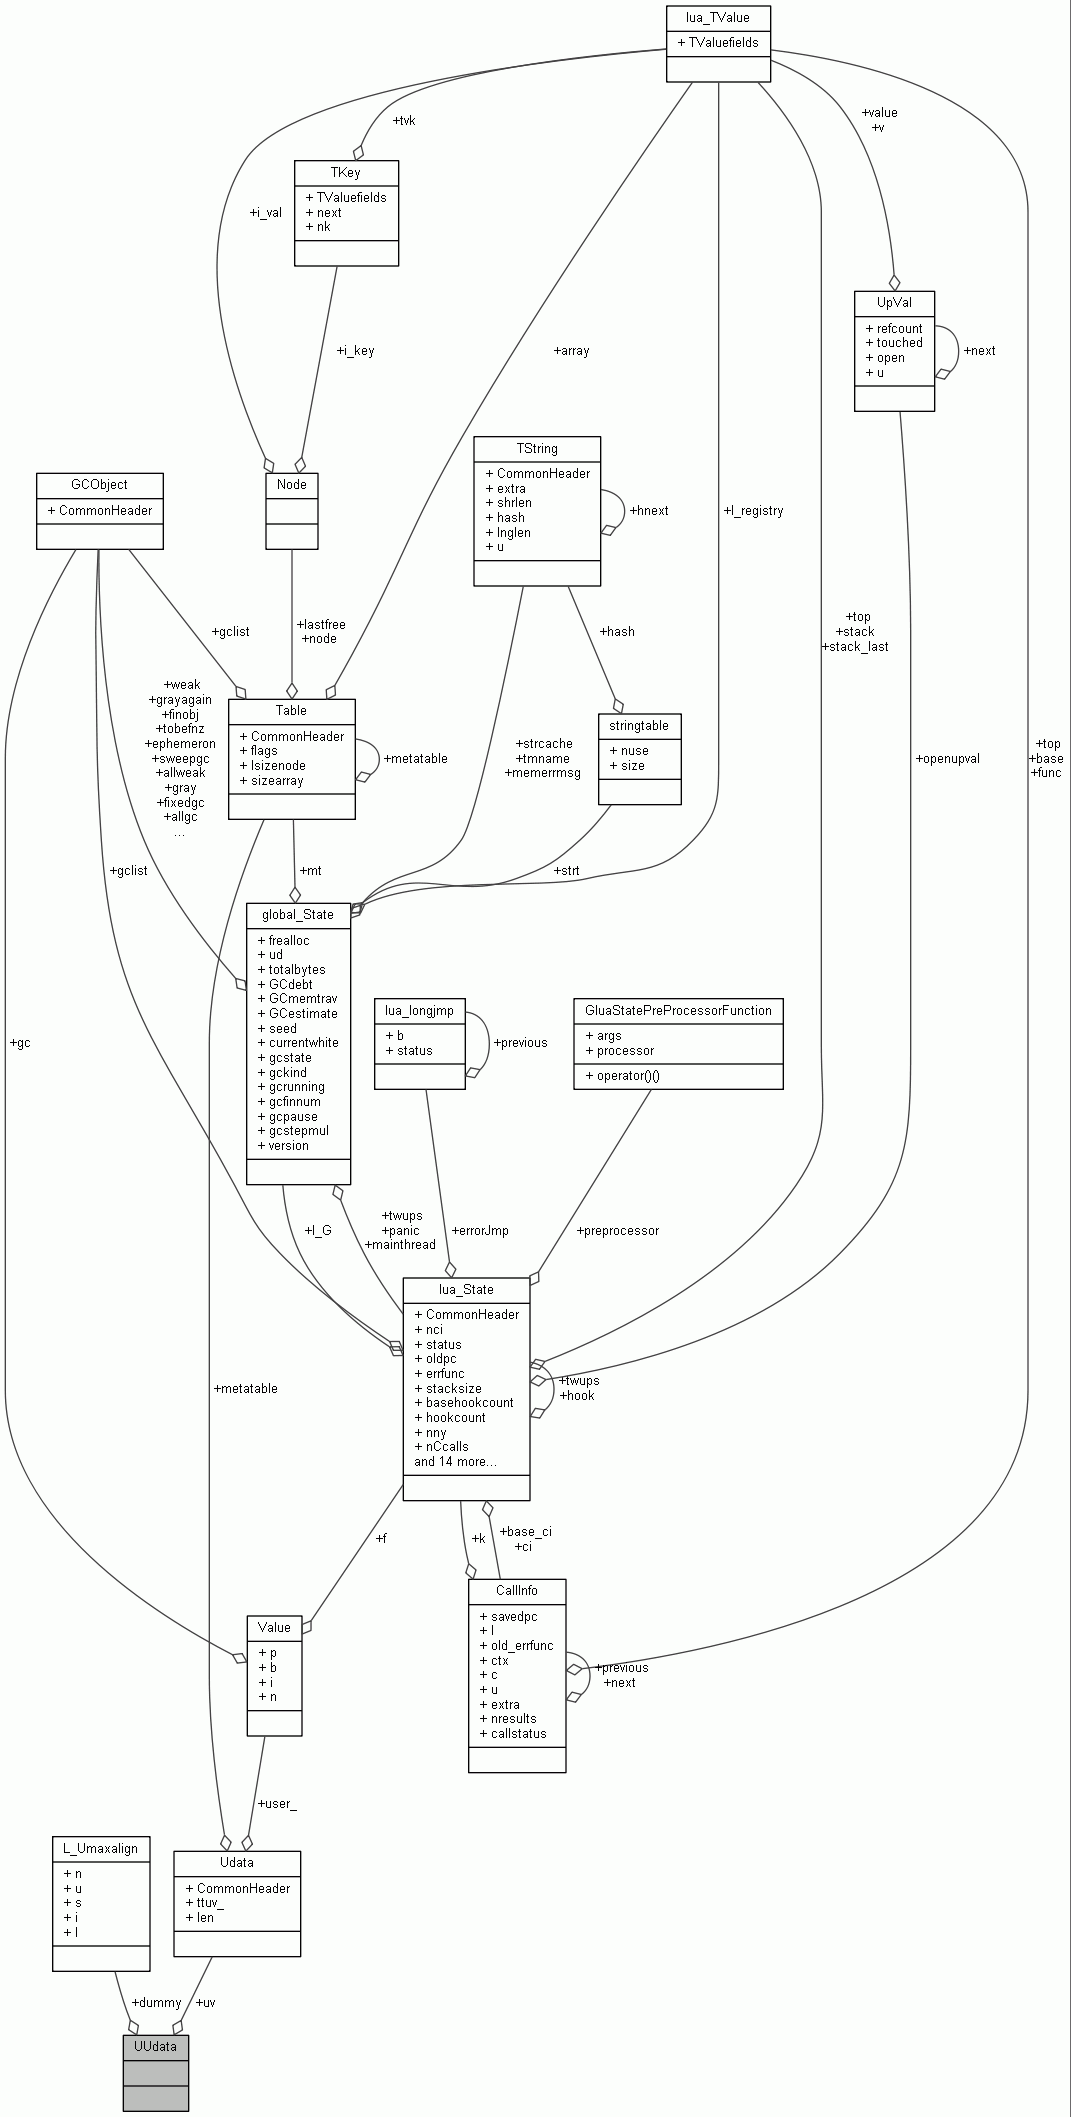 lua_TValue
+ TValuefields
+tvk
+value
+v
TKey
+ TValuefields
+ next
+ nk
+i_val
UpVal
+ refcount
+ touched
+ open
+ u
+next
+i_key
+array
TString
+ CommonHeader
+ extra
+ shrlen
+ hash
+ lnglen
+ u
+hnext
+l_registry
GCObject
+ CommonHeader
Node
+gclist
+lastfree
+node
+hash
+top
+stack
+stack_last
+weak
+grayagain
+finobj
+tobefnz
+ephemeron
+sweepgc
+allweak
+gray
+fixedgc
+allgc
...
Table
+ CommonHeader
+ flags
+ lsizenode
+ sizearray
+metatable
+strcache
+tmname
+memerrmsg
stringtable
+ nuse
+ size
+openupval
+top
+base
+func
+gclist
+mt
+strt
global_State
+ frealloc
+ ud
+ totalbytes
+ GCdebt
+ GCmemtrav
+ GCestimate
+ seed
+ currentwhite
+ gcstate
+ gckind
+ gcrunning
+ gcfinnum
+ gcpause
+ gcstepmul
+ version
+gc
lua_longjmp
+ b
+ status
+previous
GluaStatePreProcessorFunction
+ args
+ processor
+ operator()()
+l_G
+twups
+panic
+mainthread
+errorJmp
+preprocessor
lua_State
+ CommonHeader
+ nci
+ status
+ oldpc
+ errfunc
+ stacksize
+ basehookcount
+ hookcount
+ nny
+ nCcalls
and 14 more...
+twups
+hook
+metatable
+f
+k
+base_ci
+ci
CallInfo
+ savedpc
+ l
+ old_errfunc
+ ctx
+ c
+ u
+ extra
+ nresults
+ callstatus
+previous
+next
Value
+ p
+ b
+ i
+ n
+user_
L_Umaxalign
+ n
+ u
+ s
+ i
+ l
Udata
+ CommonHeader
+ ttuv_
+ len
+dummy
+uv
UUdata